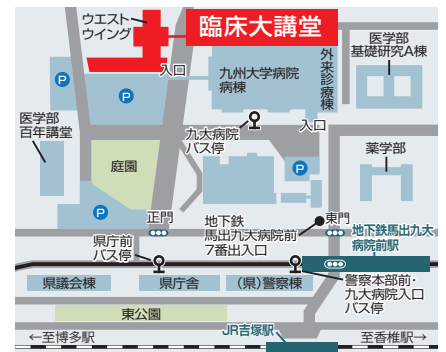 ウエスト
ウイング
臨床大講堂
医学部
基礎研究A棟
外来診療棟
入口
九州大学病院
病棟
P
P
入口
医学部
百年講堂
九大病院
バス停
薬学部
庭園
P
P
正門
地下鉄
馬出九大病院前
7番出入口
東門
地下鉄馬出九大
病院前駅
県庁前
バス停
県議会棟
県庁舎
(県)警察棟
警察本部前・
九大病院入口
バス停
東公園
←至博多駅
JR吉塚駅
至香椎駅→